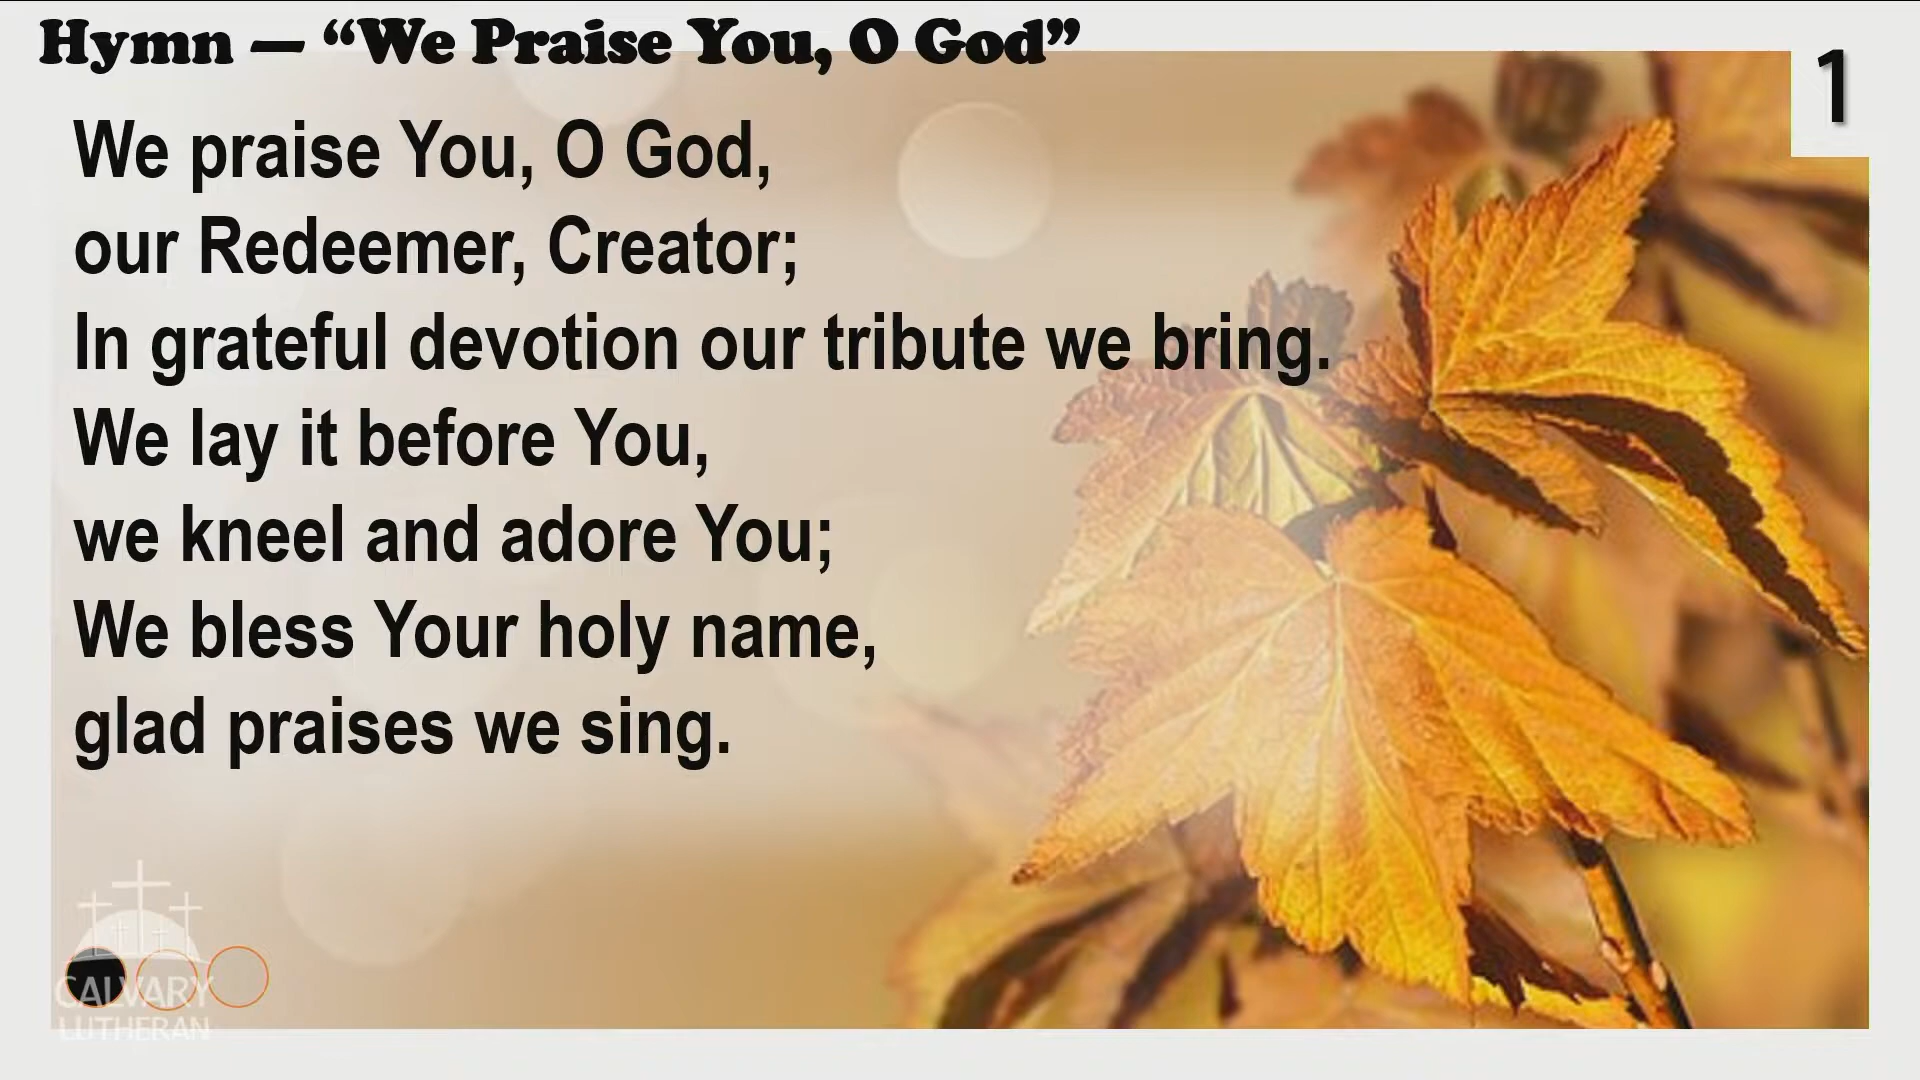 Hymn — “We Praise You, O God”
1
We praise You, O God,
our Redeemer, Creator;
In grateful devotion our tribute we bring.
We lay it before You,
we kneel and adore You;
We bless Your holy name,
glad praises we sing.
CALVARY
LUTHERAN